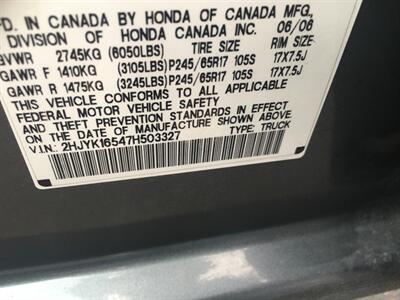 FD. IN CANADA BY HONDA OF CANADA MFG.,
A DIVISION OF HONDA CANADA INC. 06/06
GVWR 2745KG (6050LBS) TIRE SIZE RIM SIZE
GAWR F 1410KG (3105LBS) P245/65R17 105S 17X7.5J
GAWR R 1475KG (3245LBS) P245/65R17 105S 17X7.5J
THIS VEHICLE CONFORMS TO ALL APPLICABLE
FEDERAL MOTOR VEHICLE SAFETY AND
THEFT PREVENTION STANDARDS IN EFFECT
ON THE DATE OF MANUFACTURE SHOWN ABOVE.
V.I.N.: 2HJYK16547H503327 TYPE: TRUCK